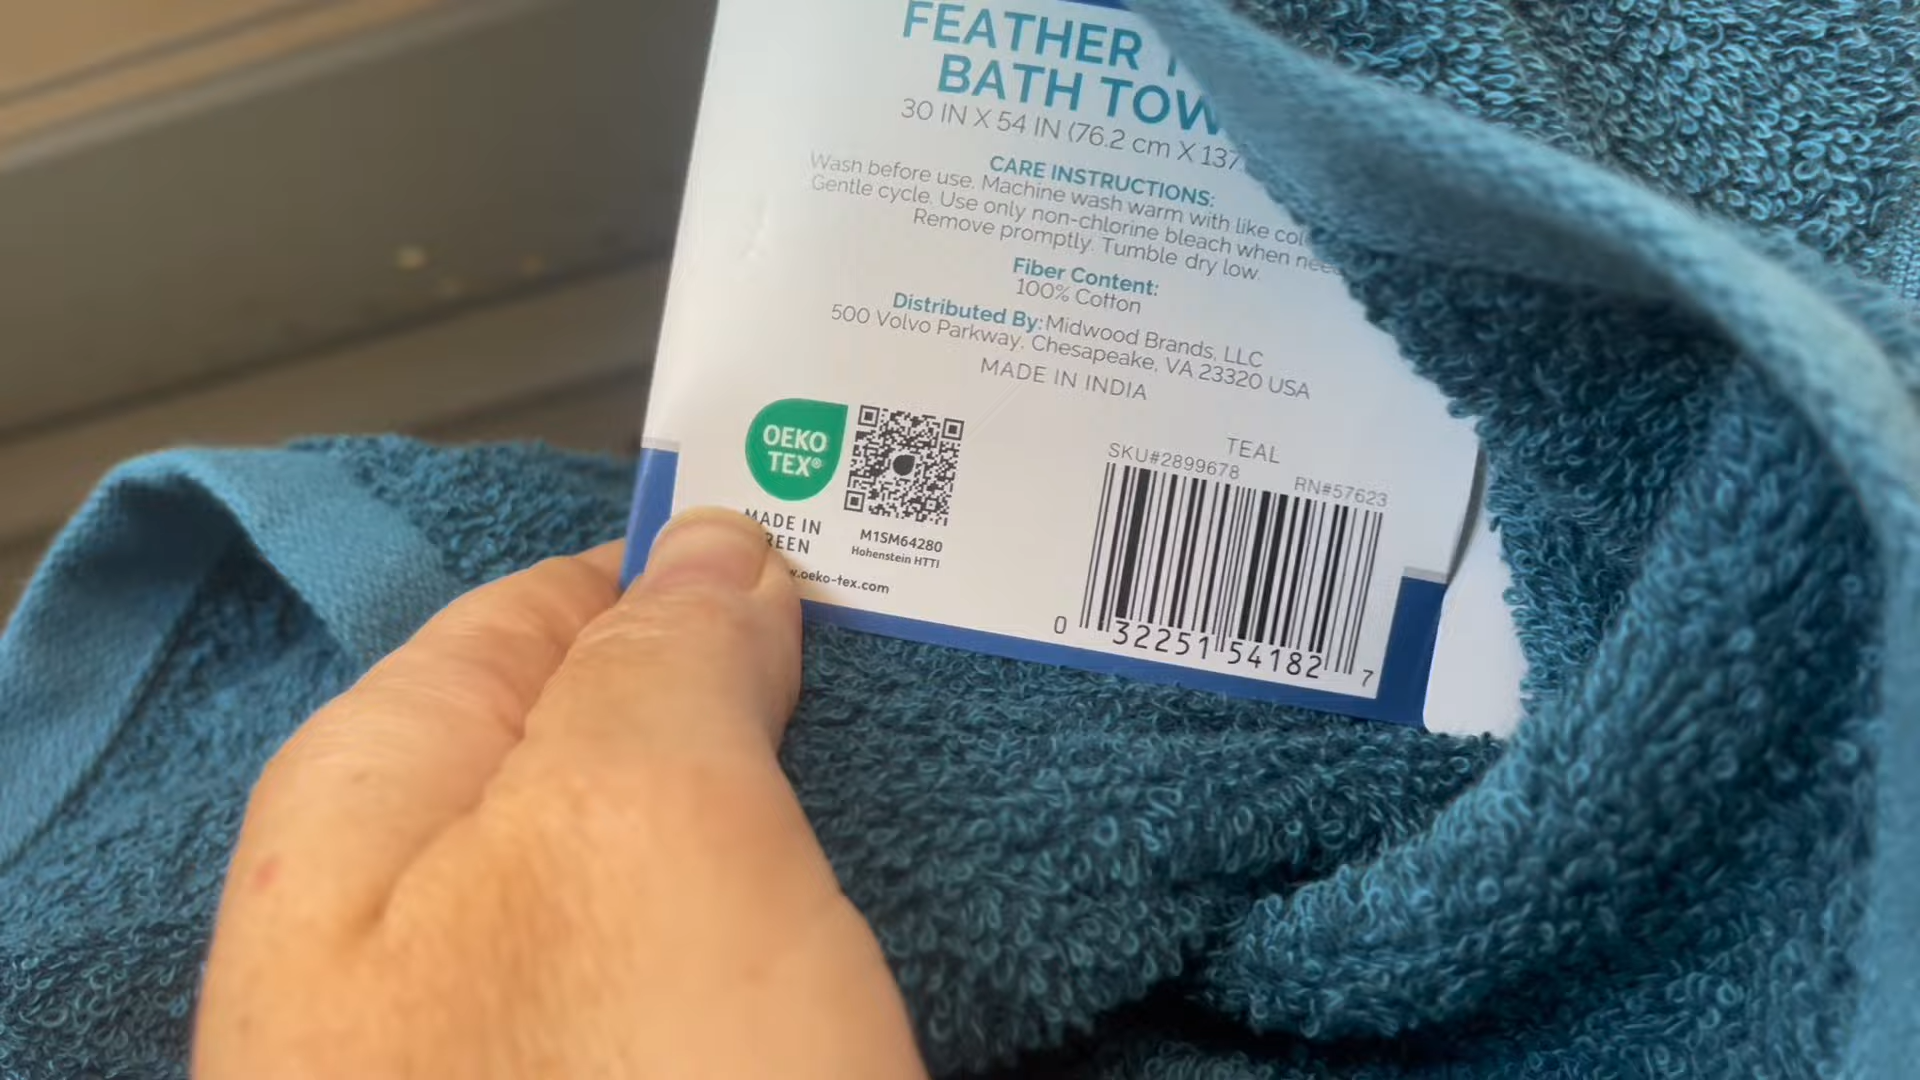 FEATHER
BATH TOW
30 IN X 54 IN (76.2 cm X 137
CARE INSTRUCTIONS:
Wash before use. Machine wash warm with like
Gentle cycle. Use only non-chlorine bleach when
Remove promptly. Tumble dry low.
Fiber Content:
100% Cotton
Distributed By: Midwood Brands, LLC
500 Volvo Parkway, Chesapeake, VA 23320 USA
MADE IN INDIA
OEKO
TEX®
MADE IN
REEN
M1SM64280
Hohenstein HTTI
w.oeko-tex.com
TEAL
SKU#2899678 RN#57623
0 32251 54182 7